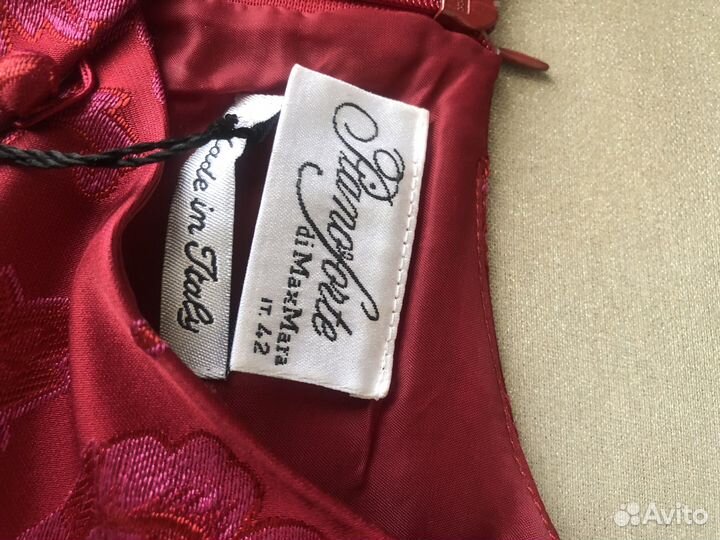 Pianoforte
di MaxMara
IT. 42
Made in Italy
Avito